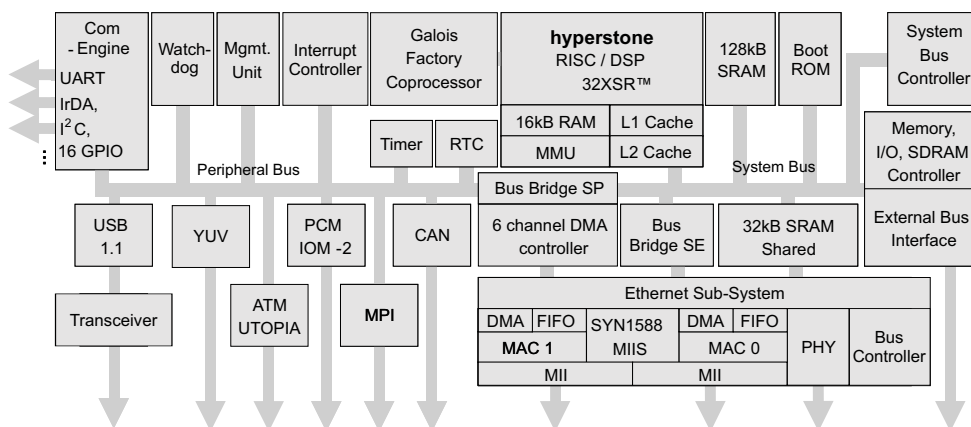 Com
- Engine
UART
IrDA,
I²C,
16 GPIO
...
Watch-
dog
Mgmt.
Unit
Interrupt
Controller
Galois
Factory
Coprocessor
hyperstone
RISC / DSP
32XSR™
16kB RAM
L1 Cache
MMU
L2 Cache
128kB
SRAM
Boot
ROM
System
Bus
Controller
Timer
RTC
Memory,
I/O, SDRAM
Controller
Peripheral Bus
System Bus
Bus Bridge SP
USB
1.1
YUV
PCM
IOM -2
CAN
6 channel DMA
controller
Bus
Bridge SE
32kB SRAM
Shared
External Bus
Interface
Transceiver
ATM
UTOPIA
MPI
Ethernet Sub-System
DMA
FIFO
SYN1588
MIIS
DMA
FIFO
MAC 1
MAC 0
PHY
Bus
Controller
MII
MII